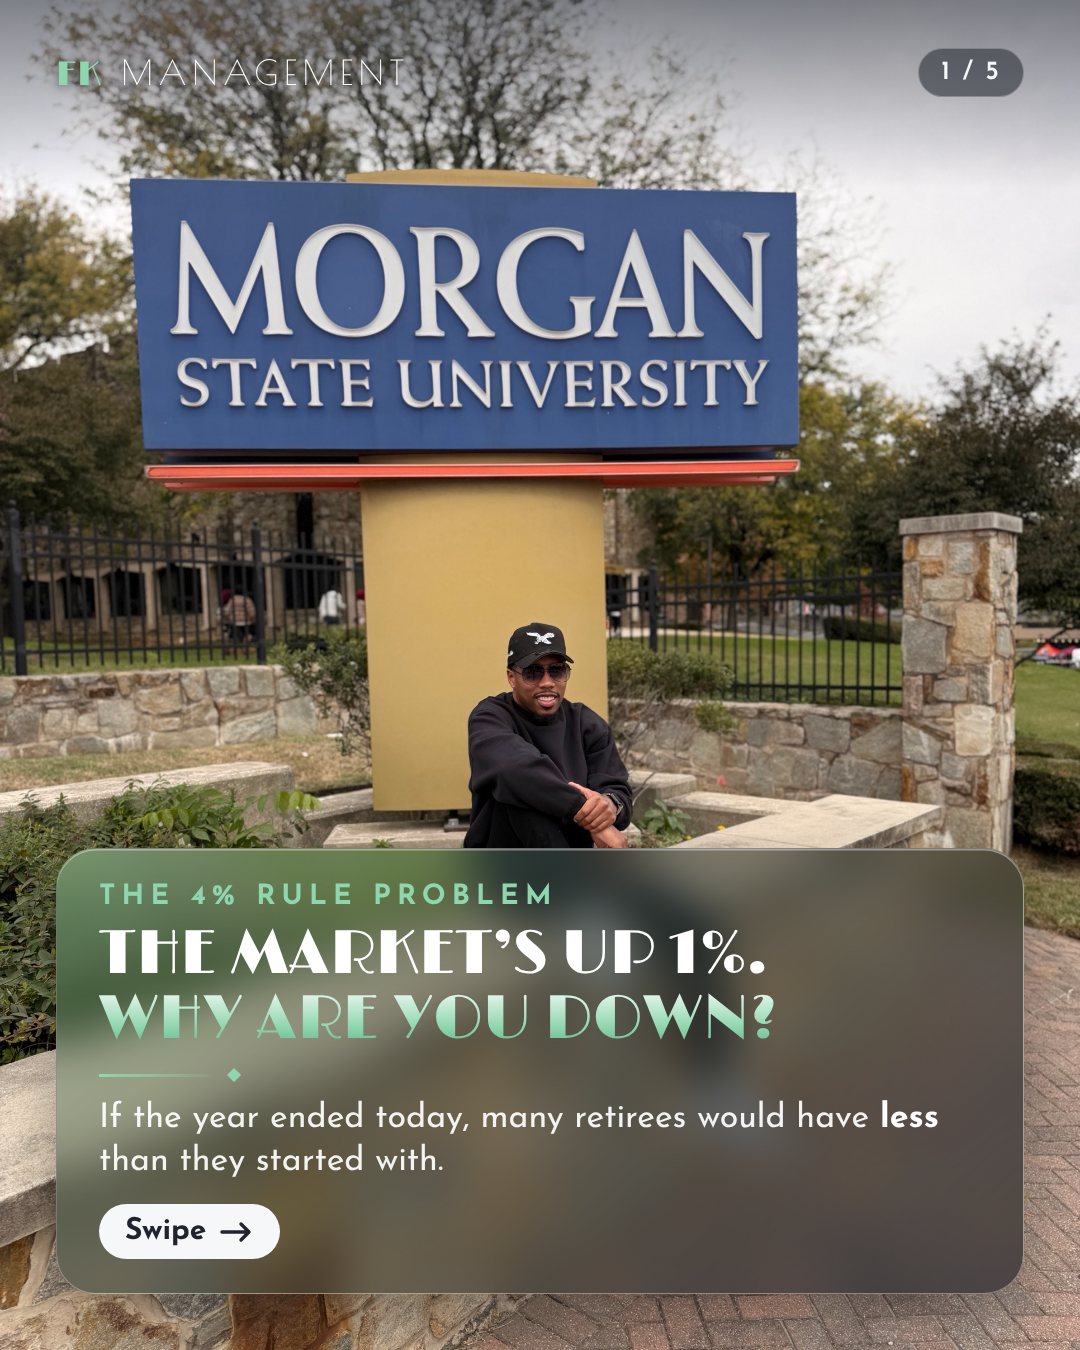 FK MANAGEMENT
1 / 5
MORGAN
STATE UNIVERSITY
THE 4% RULE PROBLEM
THE MARKET’S UP 1%.
WHY ARE YOU DOWN?
If the year ended today, many retirees would have less
than they started with.
Swipe →